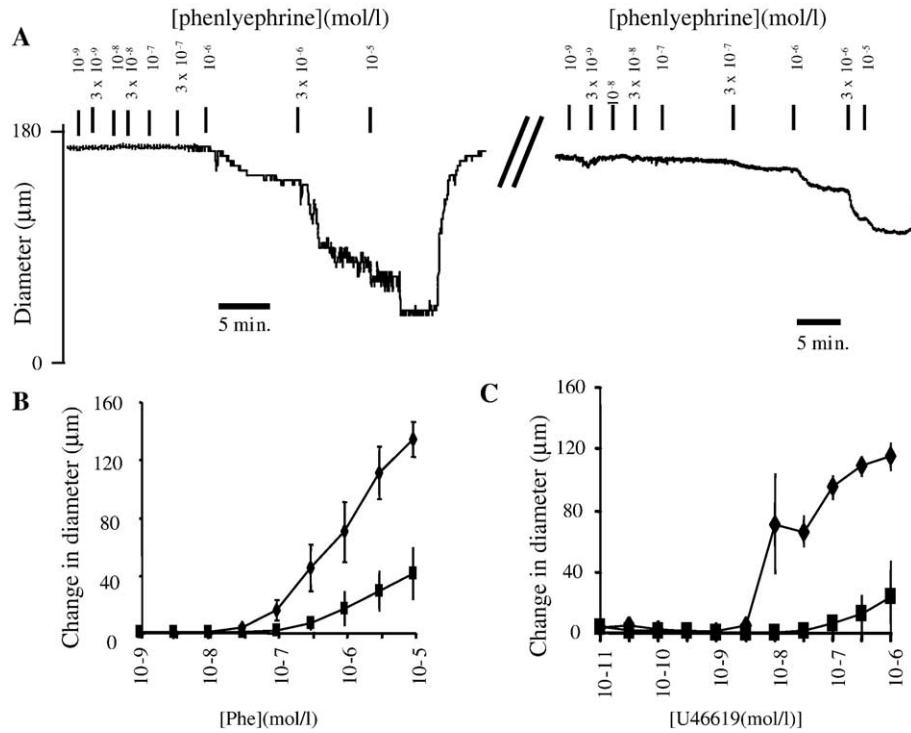 [phenlyephrine](mol/l) [phenlyephrine](mol/l)
A
10⁻⁹ 3 x 10⁻⁹ 10⁻⁸ 3 x 10⁻⁸ 10⁻⁷ 3 x 10⁻⁷ 10⁻⁶ 3 x 10⁻⁶ 10⁻⁵
10⁻⁹ 3 x 10⁻⁹ 10⁻⁸ 3 x 10⁻⁸ 10⁻⁷ 3 x 10⁻⁷ 10⁻⁶ 3 x 10⁻⁶ 10⁻⁵
180
Diameter (µm)
0
5 min.
5 min.
B
160
120
80
40
0
Change in diameter (µm)
10-9 10-8 10-7 10-6 10-5
[Phe](mol/l)
C
160
120
80
40
0
Change in diameter (µm)
10-11 10-10 10-9 10-8 10-7 10-6
[U46619(mol/l)]